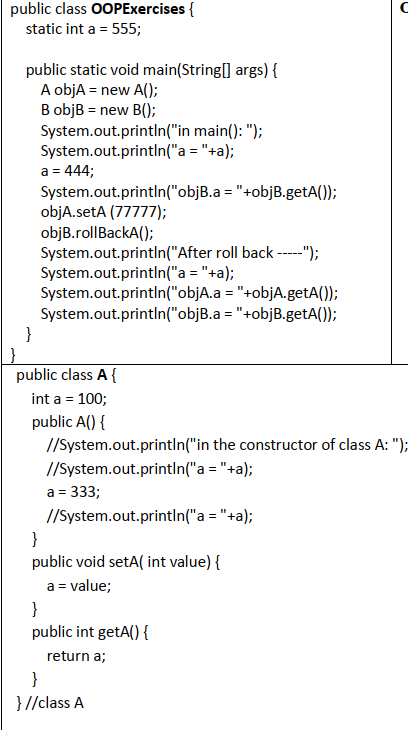 public class OOPExercises {
static int a = 555;
public static void main(String[] args) {
A objA = new A();
B objB = new B();
System.out.println("in main(): ");
System.out.println("a = "+a);
a = 444;
System.out.println("objB.a = "+objB.getA());
objA.setA (77777);
objB.rollBackA();
System.out.println("After roll back -----");
System.out.println("a = "+a);
System.out.println("objA.a = "+objA.getA());
System.out.println("objB.a = "+objB.getA());
}
}
public class A {
int a = 100;
public A() {
//System.out.println("in the constructor of class A: ");
//System.out.println("a = "+a);
a = 333;
//System.out.println("a = "+a);
}
public void setA( int value) {
a = value;
}
public int getA() {
return a;
}
} //class A